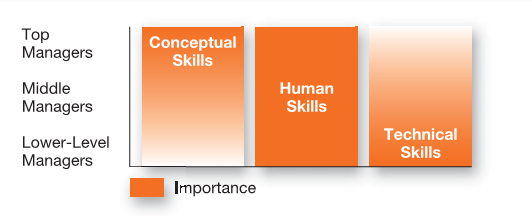 Top
Managers
Middle
Managers
Lower-Level
Managers
Conceptual
Skills
Human
Skills
Technical
Skills
Importance